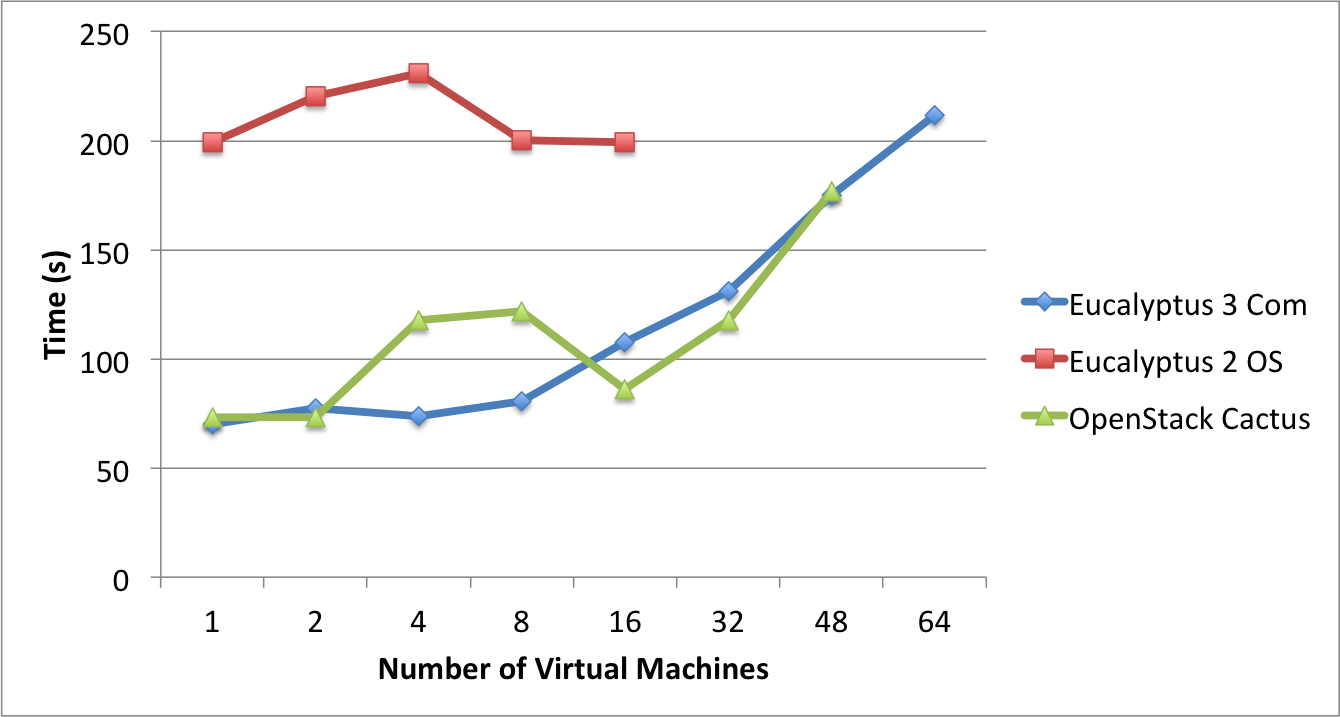 250
200
150
100
50
0
Time (s)
1 2 4 8 16 32 48 64
Number of Virtual Machines
Eucalyptus 3 Com
Eucalyptus 2 OS
OpenStack Cactus